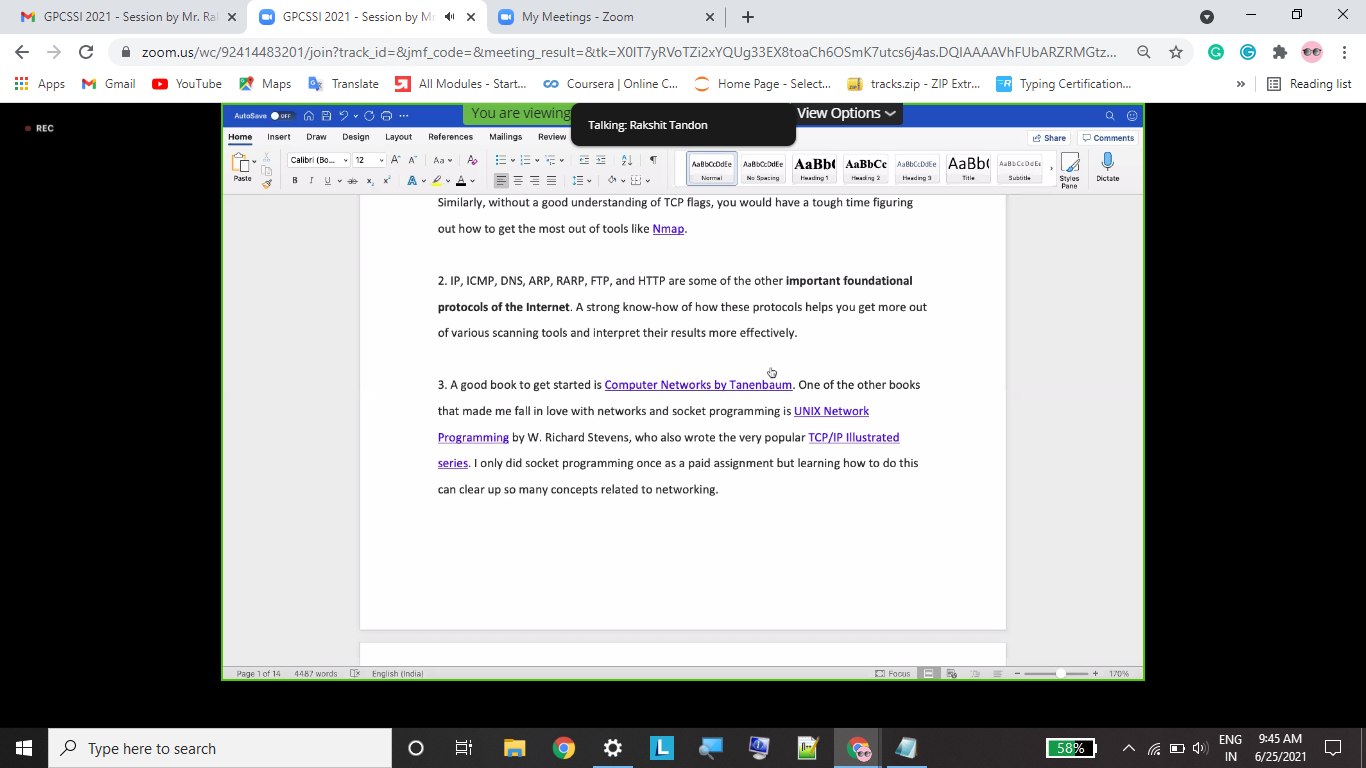 GPCSSI 2021 - Session by Mr. Ra
GPCSSI 2021 - Session by Mr
My Meetings - Zoom
zoom.us/wc/92414483201/join?track_id=&jmf_code=&meeting_result=&tk=X0IT7yRVoTZi2xYQUg33EX8toaCh6OSmK7utcs6j4as.DQIAAAAVhFUbARZRMGtz...
Apps
Gmail
YouTube
Maps
Translate
All Modules - Start...
Coursera | Online C...
Home Page - Select...
tracks.zip - ZIP Extr...
Typing Certification...
»
Reading list
REC
AutoSave OFF
You are viewing
Talking: Rakshit Tandon
View Options
Home Insert Draw Design Layout References Mailings Review
Share Comments
Paste
Calibri (Bo... 12
AaBbCcDdEe Normal
AaBbCcDdEe No Spacing
AaBb( Heading 1
AaBbCc Heading 2
AaBbCcDdEe Heading 3
AaBb( Title
AaBbCcDdEe Subtitle
Styles Pane
Dictate
Similarly, without a good understanding of TCP flags, you would have a tough time figuring
out how to get the most out of tools like Nmap.
2. IP, ICMP, DNS, ARP, RARP, FTP, and HTTP are some of the other important foundational
protocols of the Internet. A strong know-how of how these protocols helps you get more out
of various scanning tools and interpret their results more effectively.
3. A good book to get started is Computer Networks by Tanenbaum. One of the other books
that made me fall in love with networks and socket programming is UNIX Network
Programming by W. Richard Stevens, who also wrote the very popular TCP/IP Illustrated
series. I only did socket programming once as a paid assignment but learning how to do this
can clear up so many concepts related to networking.
Page 1 of 14 4487 words English (India)
Focus
170%
Type here to search
58%
ENG
IN
9:45 AM
6/25/2021